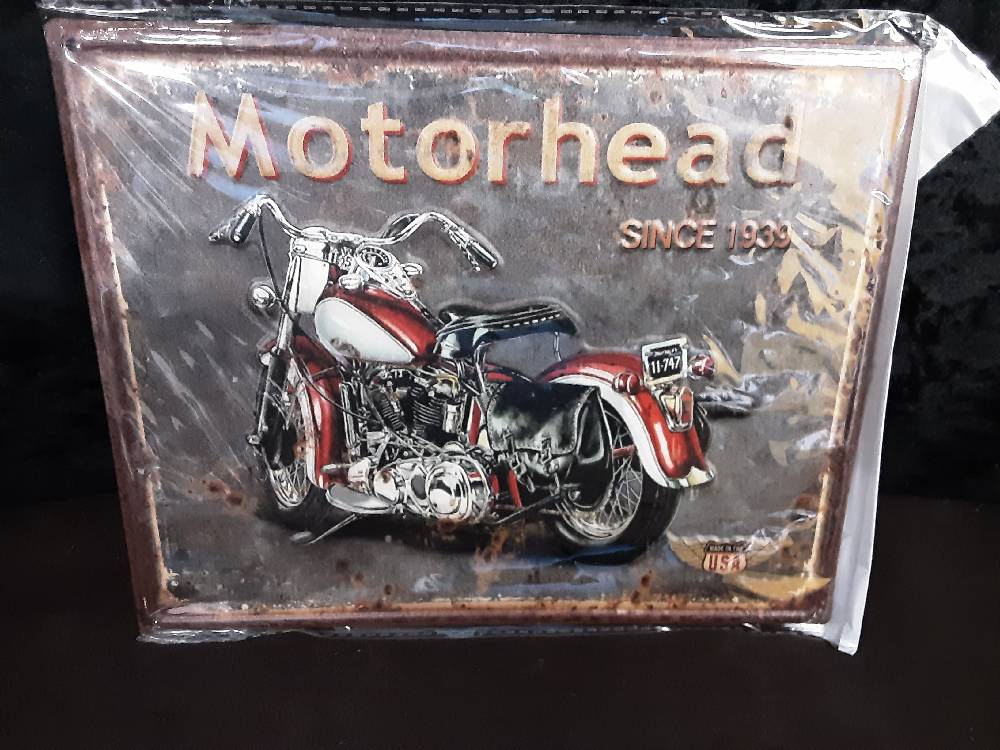 Motorhead
SINCE 1939
11-747
MADE IN THE
USA